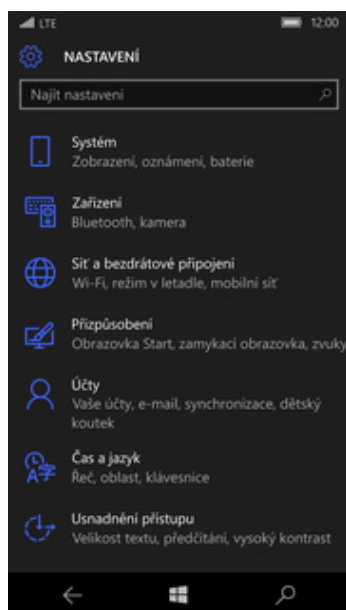 LTE 12:00
NASTAVENÍ
Najít nastavení
Systém
Zobrazení, oznámení, baterie
Zařízení
Bluetooth, kamera
Síť a bezdrátové připojení
Wi-Fi, režim v letadle, mobilní síť
Přizpůsobení
Obrazovka Start, zamykací obrazovka, zvuky
Účty
Vaše účty, e-mail, synchronizace, dětský
koutek
Čas a jazyk
Řeč, oblast, klávesnice
Usnadnění přístupu
Velikost textu, předčítání, vysoký kontrast